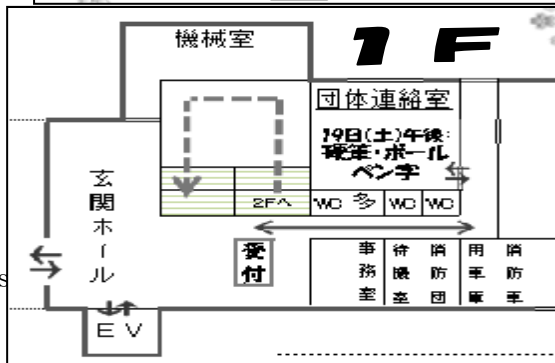 機械室
1 F
団体連絡室
19日(土)午後:
硬筆・ボール
ペン字
玄関ホール
2Fへ
WC
多
WC
WC
受付
事務室
待機室
消防団
用車庫
消防車
EV
s